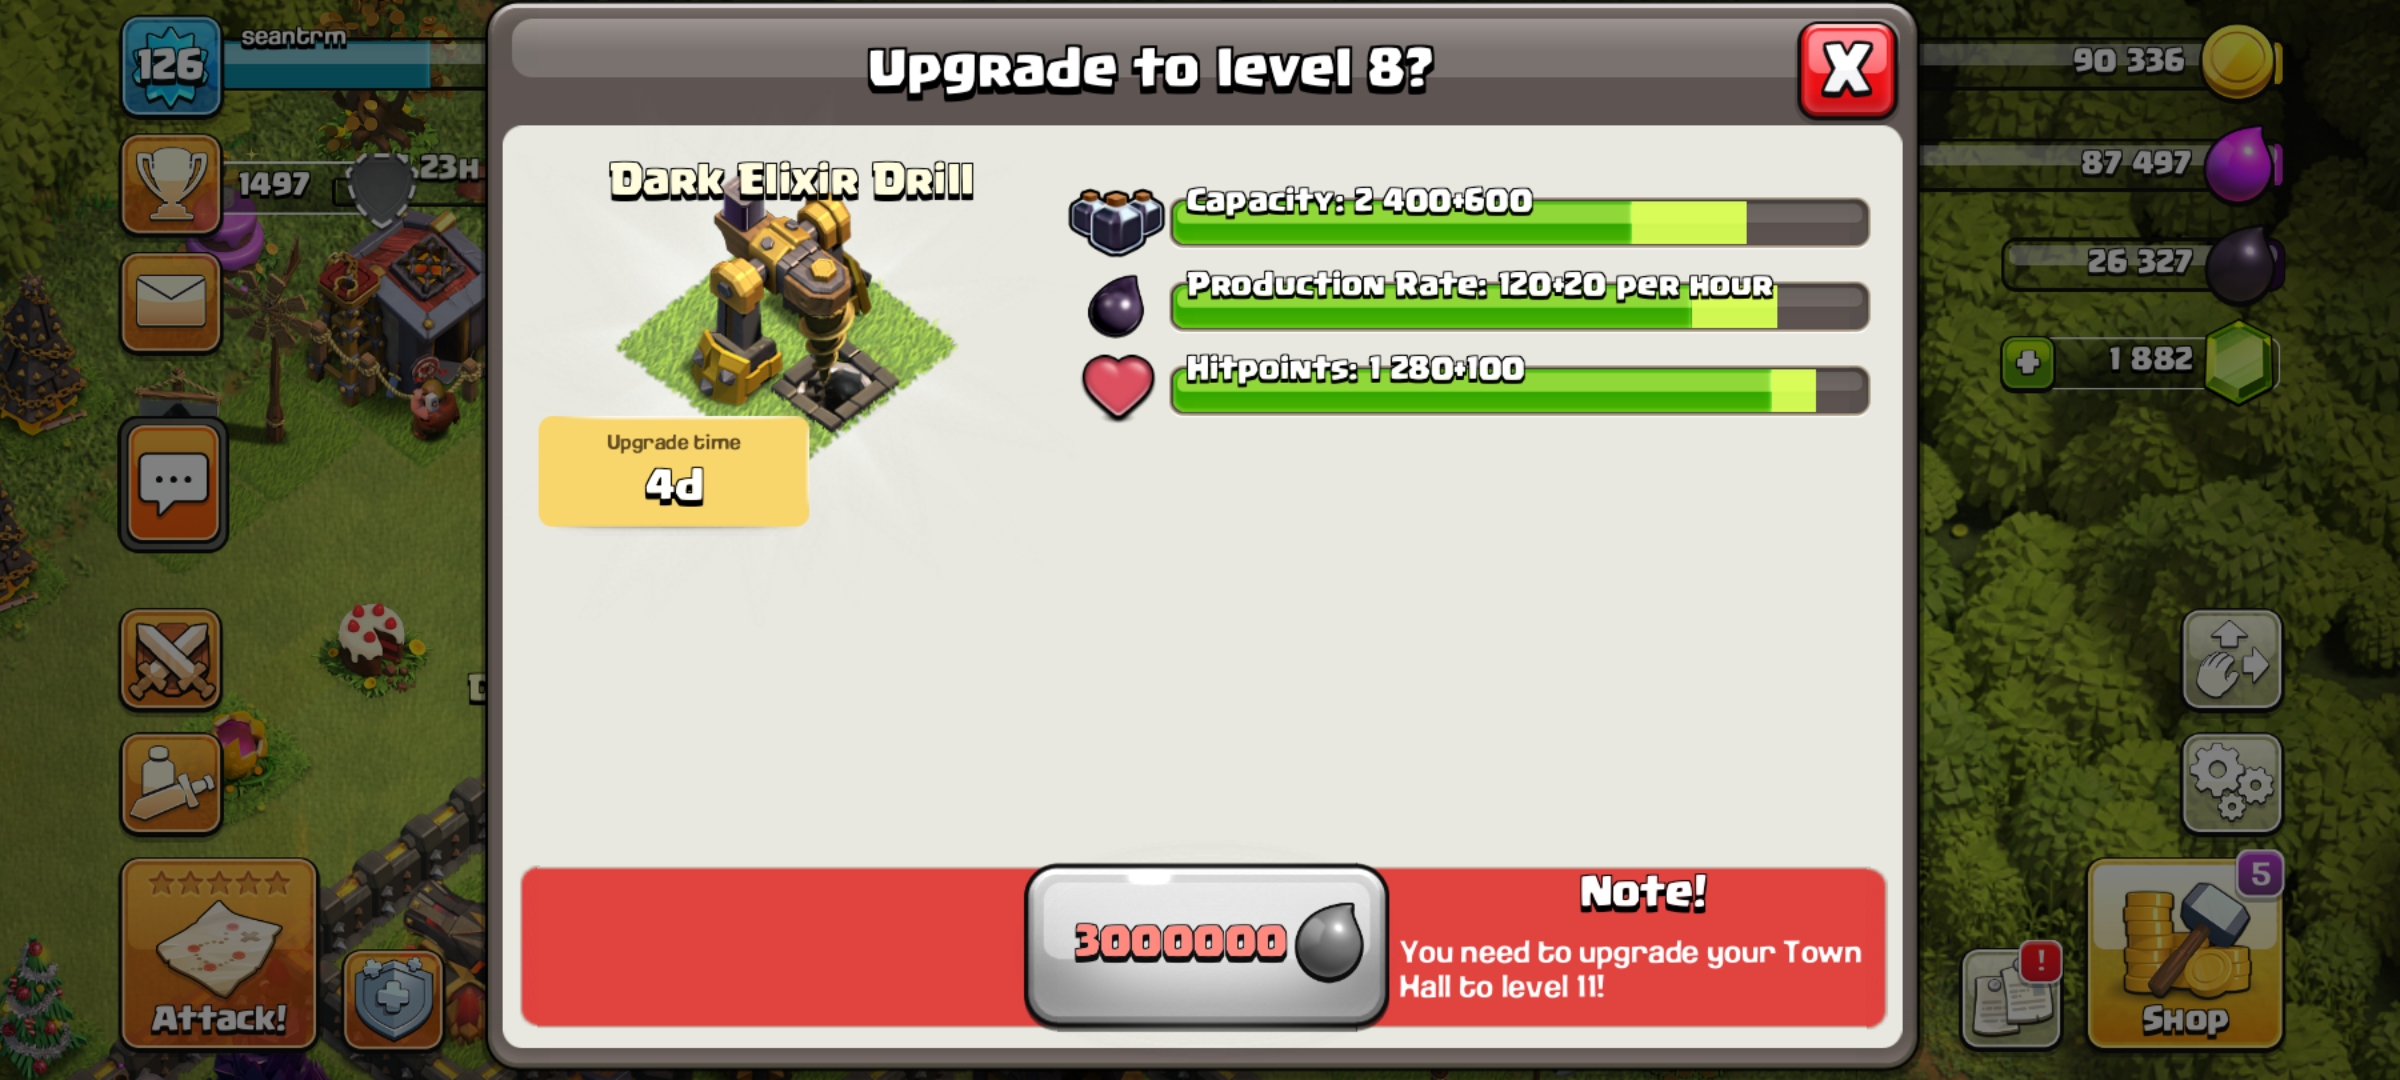 126
seantrm
1497
23H
Upgrade to level 8?
X
90 336
87 497
26 327
1 882
Dark Elixir Drill
Capacity: 2 400+600
Production Rate: 120+20 per hour
Hitpoints: 1 280+100
Upgrade time
4d
3000000
Note!
You need to upgrade your Town
Hall to level 11!
Attack!
!
5
Shop